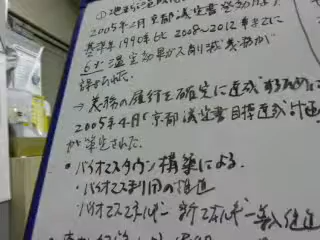 ①地球温暖
2005年2月京都議定書発効により
基準年1990年比 2008〜2012年までに
6% 温室効果ガス削減義務が
課せられた.
→ 義務の履行を確実に達成するために
2005年4月「京都議定書目標達成計画」
が策定された.
・バイオマスタウン構築による.
・バイオマス利用の推進
バイオマスエネルギー 新エネルギー導入促進